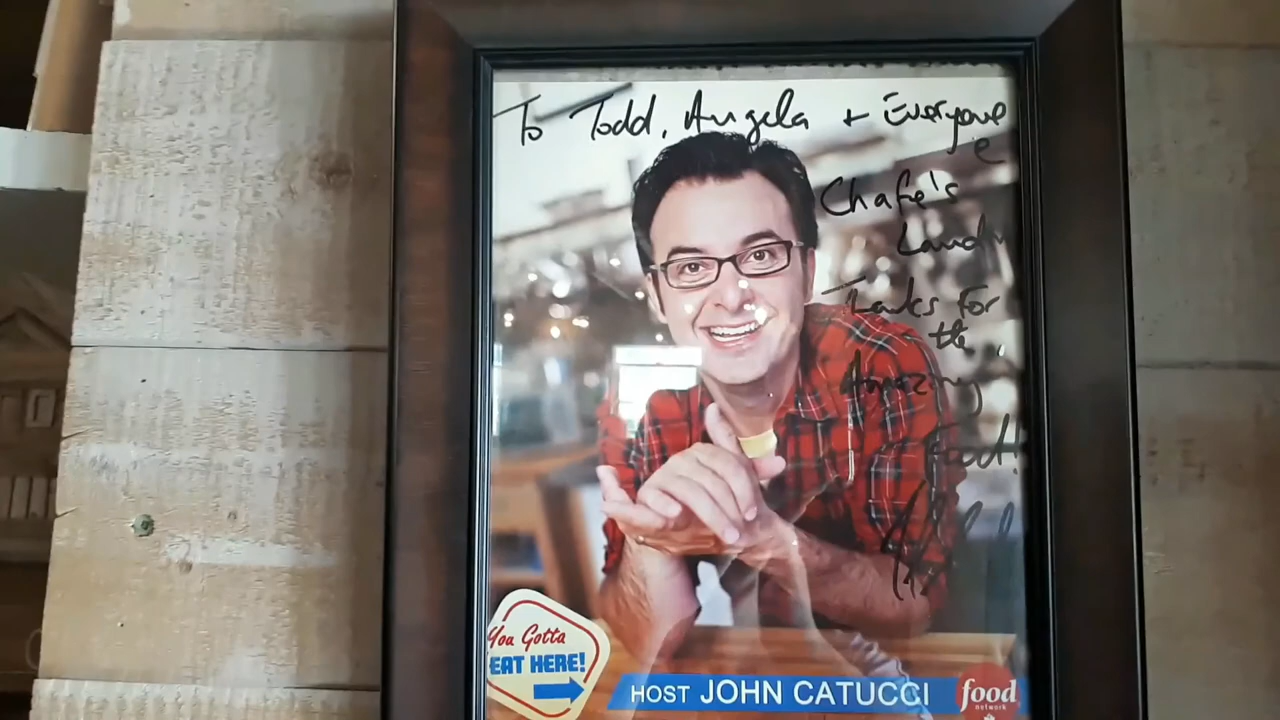 To Todd, Angela + Everyone
@
Chafe's
Landing
Thanks For
the
Amazing
Food!
You Gotta
EAT HERE!
HOST JOHN CATUCCI
food
network